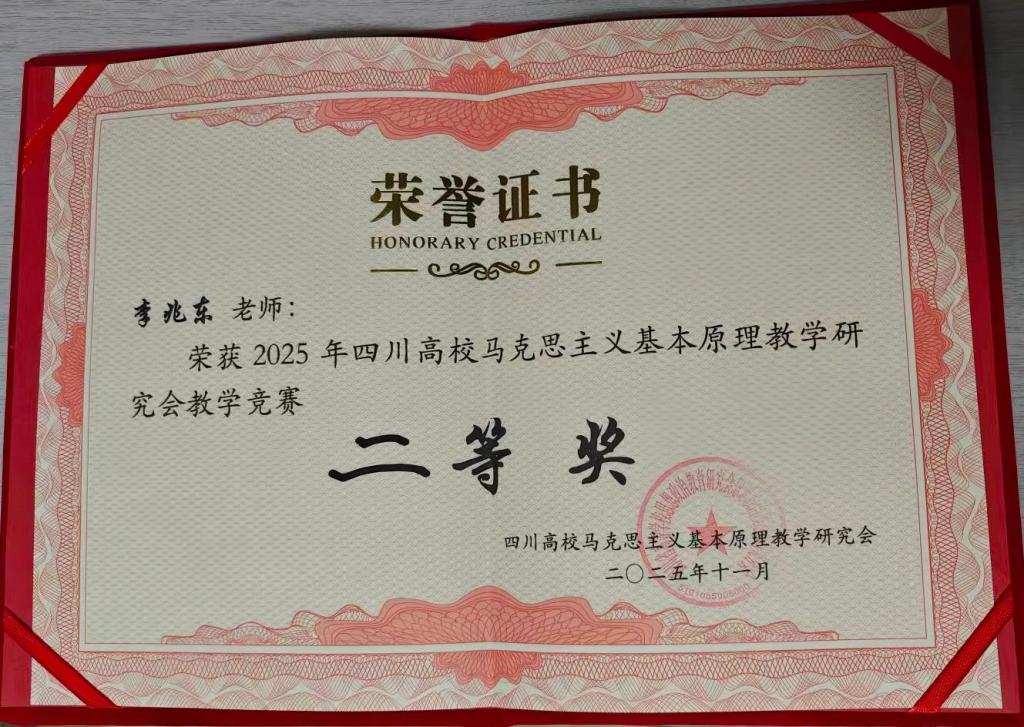 荣誉证书
HONORARY CREDENTIAL
李兆东 老师：
荣获 2025 年四川高校马克思主义基本原理教学研
究会教学竞赛
二等奖
四川高校马克思主义基本原理教学研究会
二〇二五年十一月